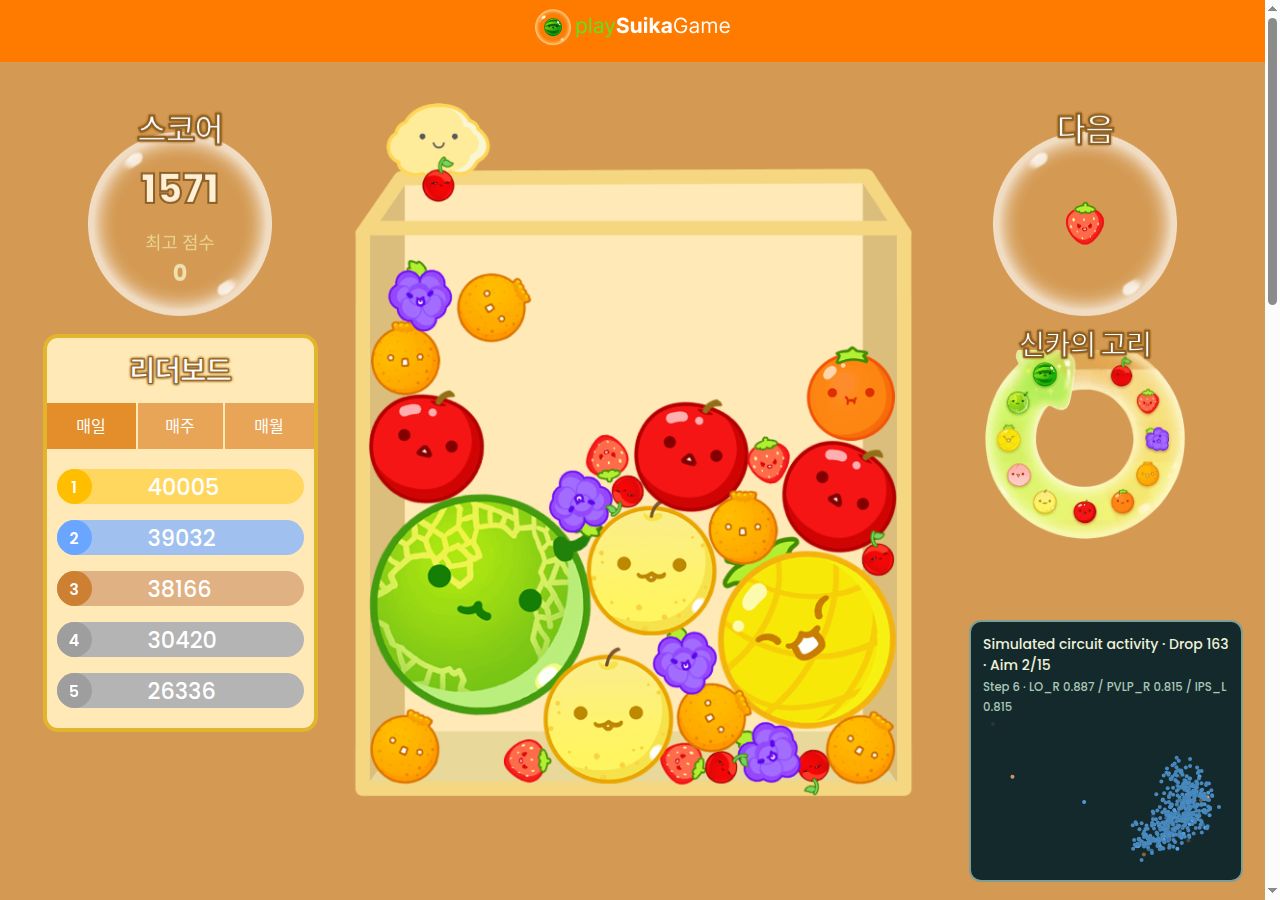 playSuikaGame
스코어
1571
최고 점수
0
리더보드
매일 매주 매월
1 40005
2 39032
3 38166
4 30420
5 26336
다음
신카의 고리
Simulated circuit activity · Drop 163
· Aim 2/15
Step 6 · LO_R 0.887 / PVLP_R 0.815 / IPS_L
0.815